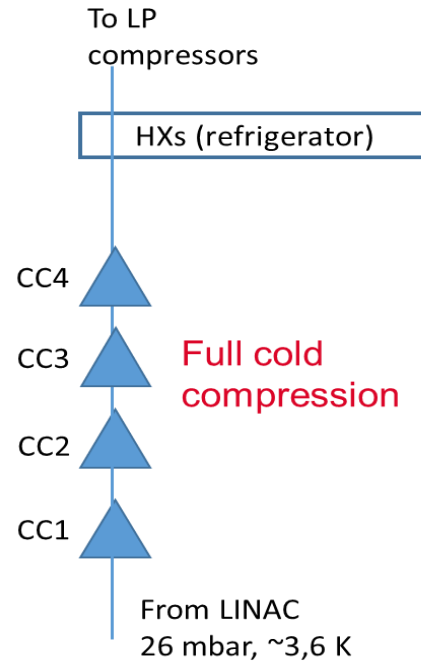 To LP
compressors
HXs (refrigerator)
CC4
CC3
Full cold
compression
CC2
CC1
From LINAC
26 mbar, ~3,6 K